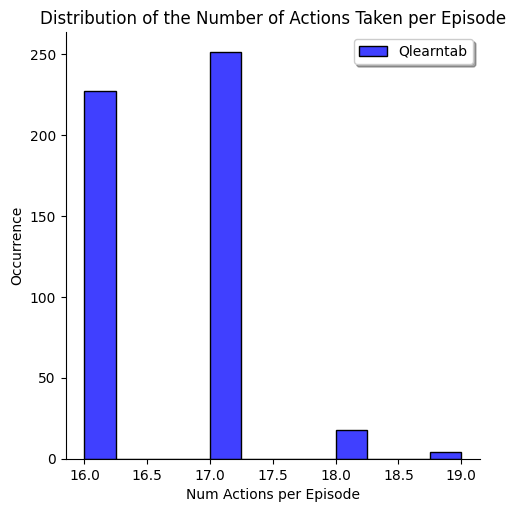 Distribution of the Number of Actions Taken per Episode
Qlearntab
250
200
150
100
50
0
Occurrence
16.0 16.5 17.0 17.5 18.0 18.5 19.0
Num Actions per Episode